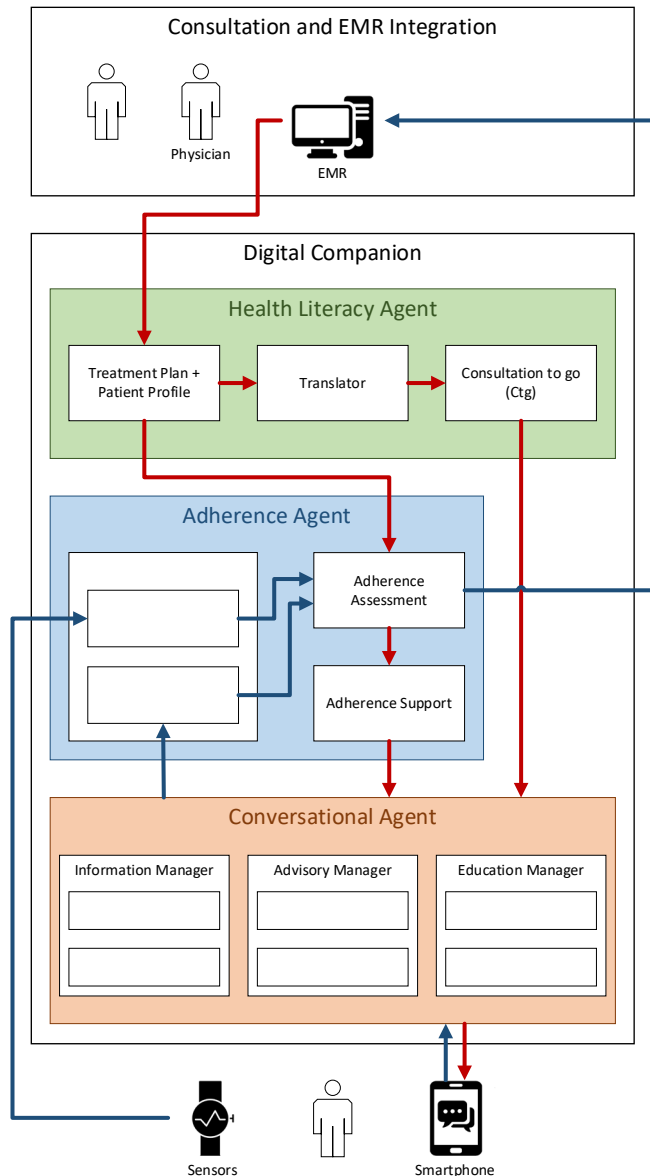 Consultation and EMR Integration
Physician
EMR
Digital Companion
Health Literacy Agent
Treatment Plan +
Patient Profile
Translator
Consultation to go
(Ctg)
Adherence Agent
Adherence
Assessment
Adherence Support
Conversational Agent
Information Manager
Advisory Manager
Education Manager
Sensors
Smartphone